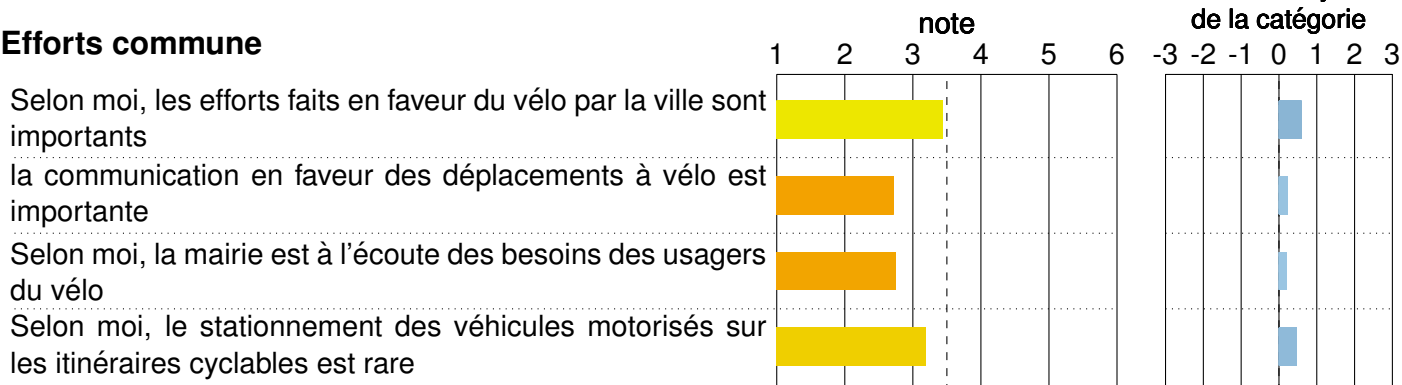 note
de la catégorie
Efforts commune
1 2 3 4 5 6
-3 -2 -1 0 1 2 3
Selon moi, les efforts faits en faveur du vélo par la ville sont
importants
la communication en faveur des déplacements à vélo est
importante
Selon moi, la mairie est à l'écoute des besoins des usagers
du vélo
Selon moi, le stationnement des véhicules motorisés sur
les itinéraires cyclables est rare